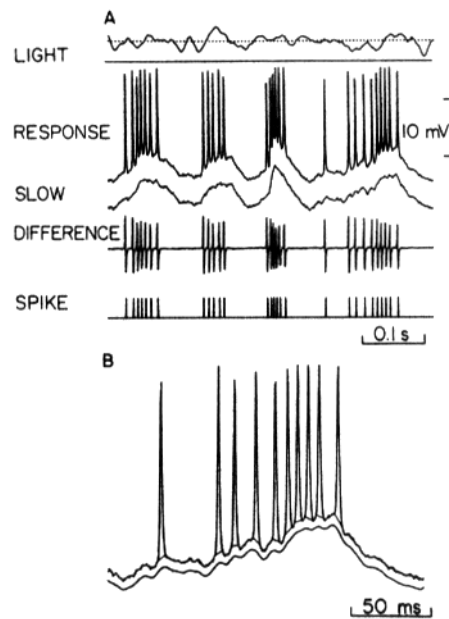 A
LIGHT
RESPONSE
10 mV
SLOW
DIFFERENCE
SPIKE
0.1 s
B
50 ms